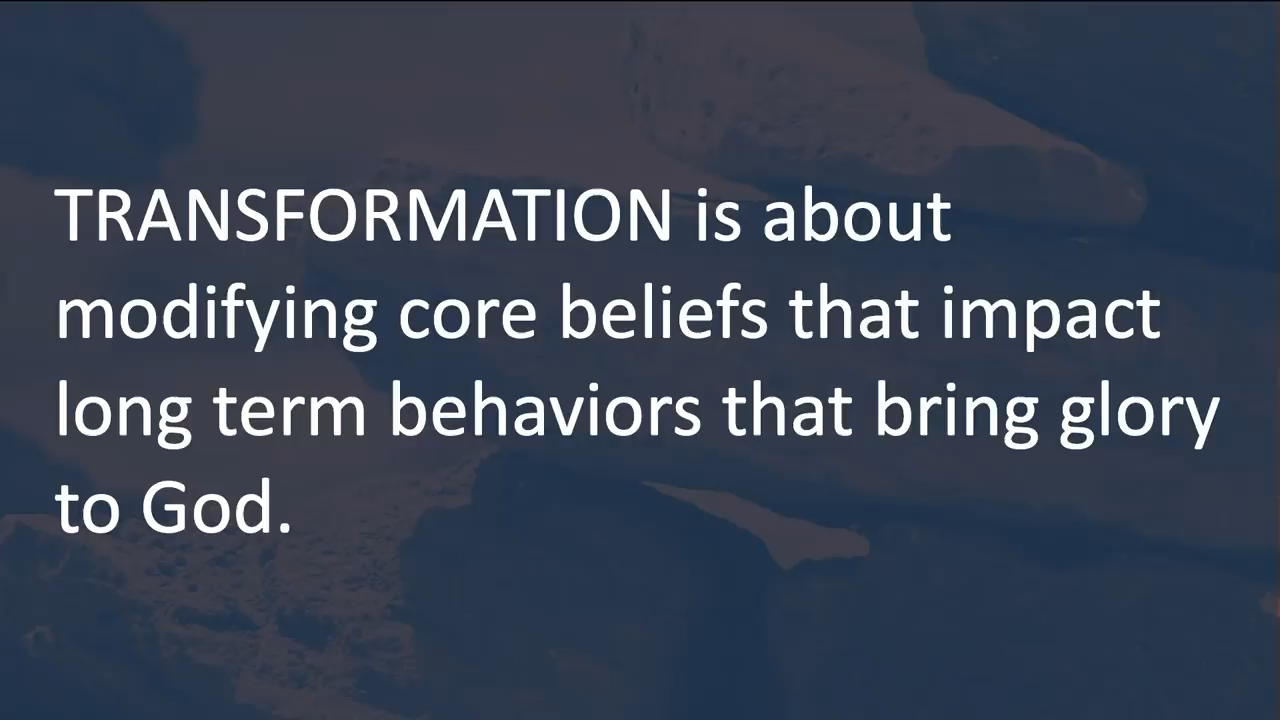 TRANSFORMATION is about
modifying core beliefs that impact
long term behaviors that bring glory
to God.